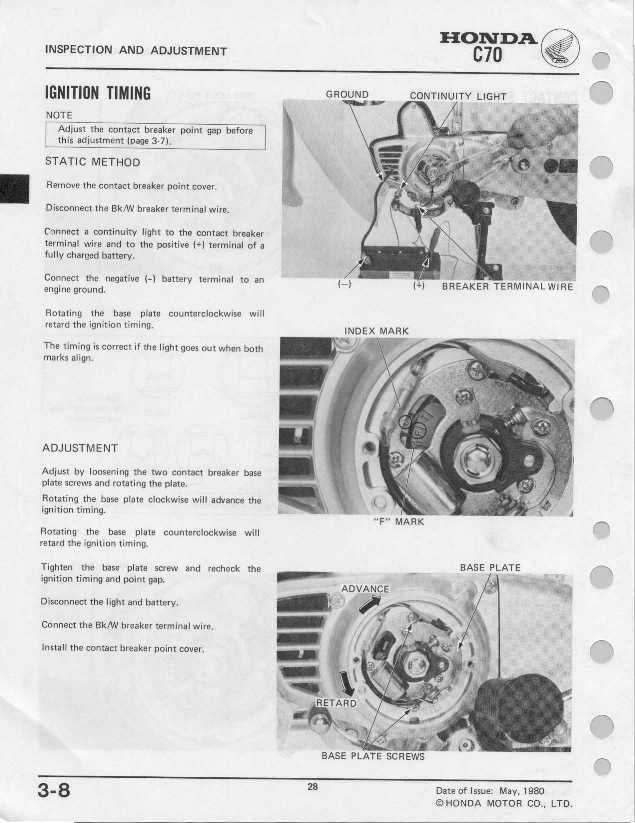 INSPECTION AND ADJUSTMENT
HONDA
C70
IGNITION TIMING
NOTE
Adjust the contact breaker point gap before
this adjustment (page 3-7).
STATIC METHOD
Remove the contact breaker point cover.
Disconnect the Bk/W breaker terminal wire.
Connect a continuity light to the contact breaker
terminal wire and to the positive (+) terminal of a
fully charged battery.
Connect the negative (-) battery terminal to an
engine ground.
Rotating the base plate counterclockwise will
retard the ignition timing.
The timing is correct if the light goes out when both
marks align.
GROUND
CONTINUITY LIGHT
(-)
(+)
BREAKER TERMINAL WIRE
INDEX MARK
"F" MARK
ADJUSTMENT
Adjust by loosening the two contact breaker base
plate screws and rotating the plate.
Rotating the base plate clockwise will advance the
ignition timing.
Rotating the base plate counterclockwise will
retard the ignition timing.
Tighten the base plate screw and recheck the
ignition timing and point gap.
Disconnect the light and battery.
Connect the Bk/W breaker terminal wire.
Install the contact breaker point cover.
BASE PLATE
ADVANCE
RETARD
BASE PLATE SCREWS
3-8
28
Date of Issue: May, 1980
© HONDA MOTOR CO., LTD.